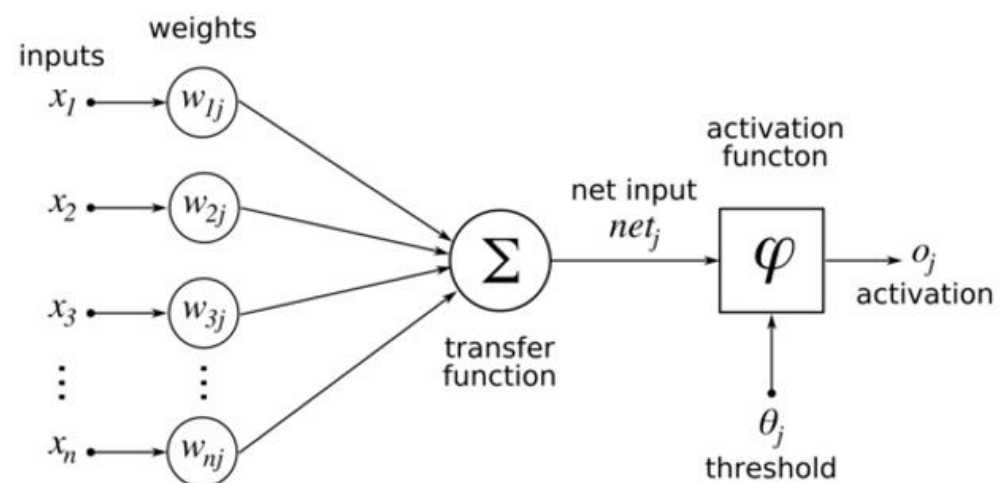 weights
inputs
x1
w1j
x2
w2j
x3
w3j
⋮ ⋮
xn
wnj
Σ
transfer
function
net input
netj
activation
functon
φ
oj
activation
θj
threshold